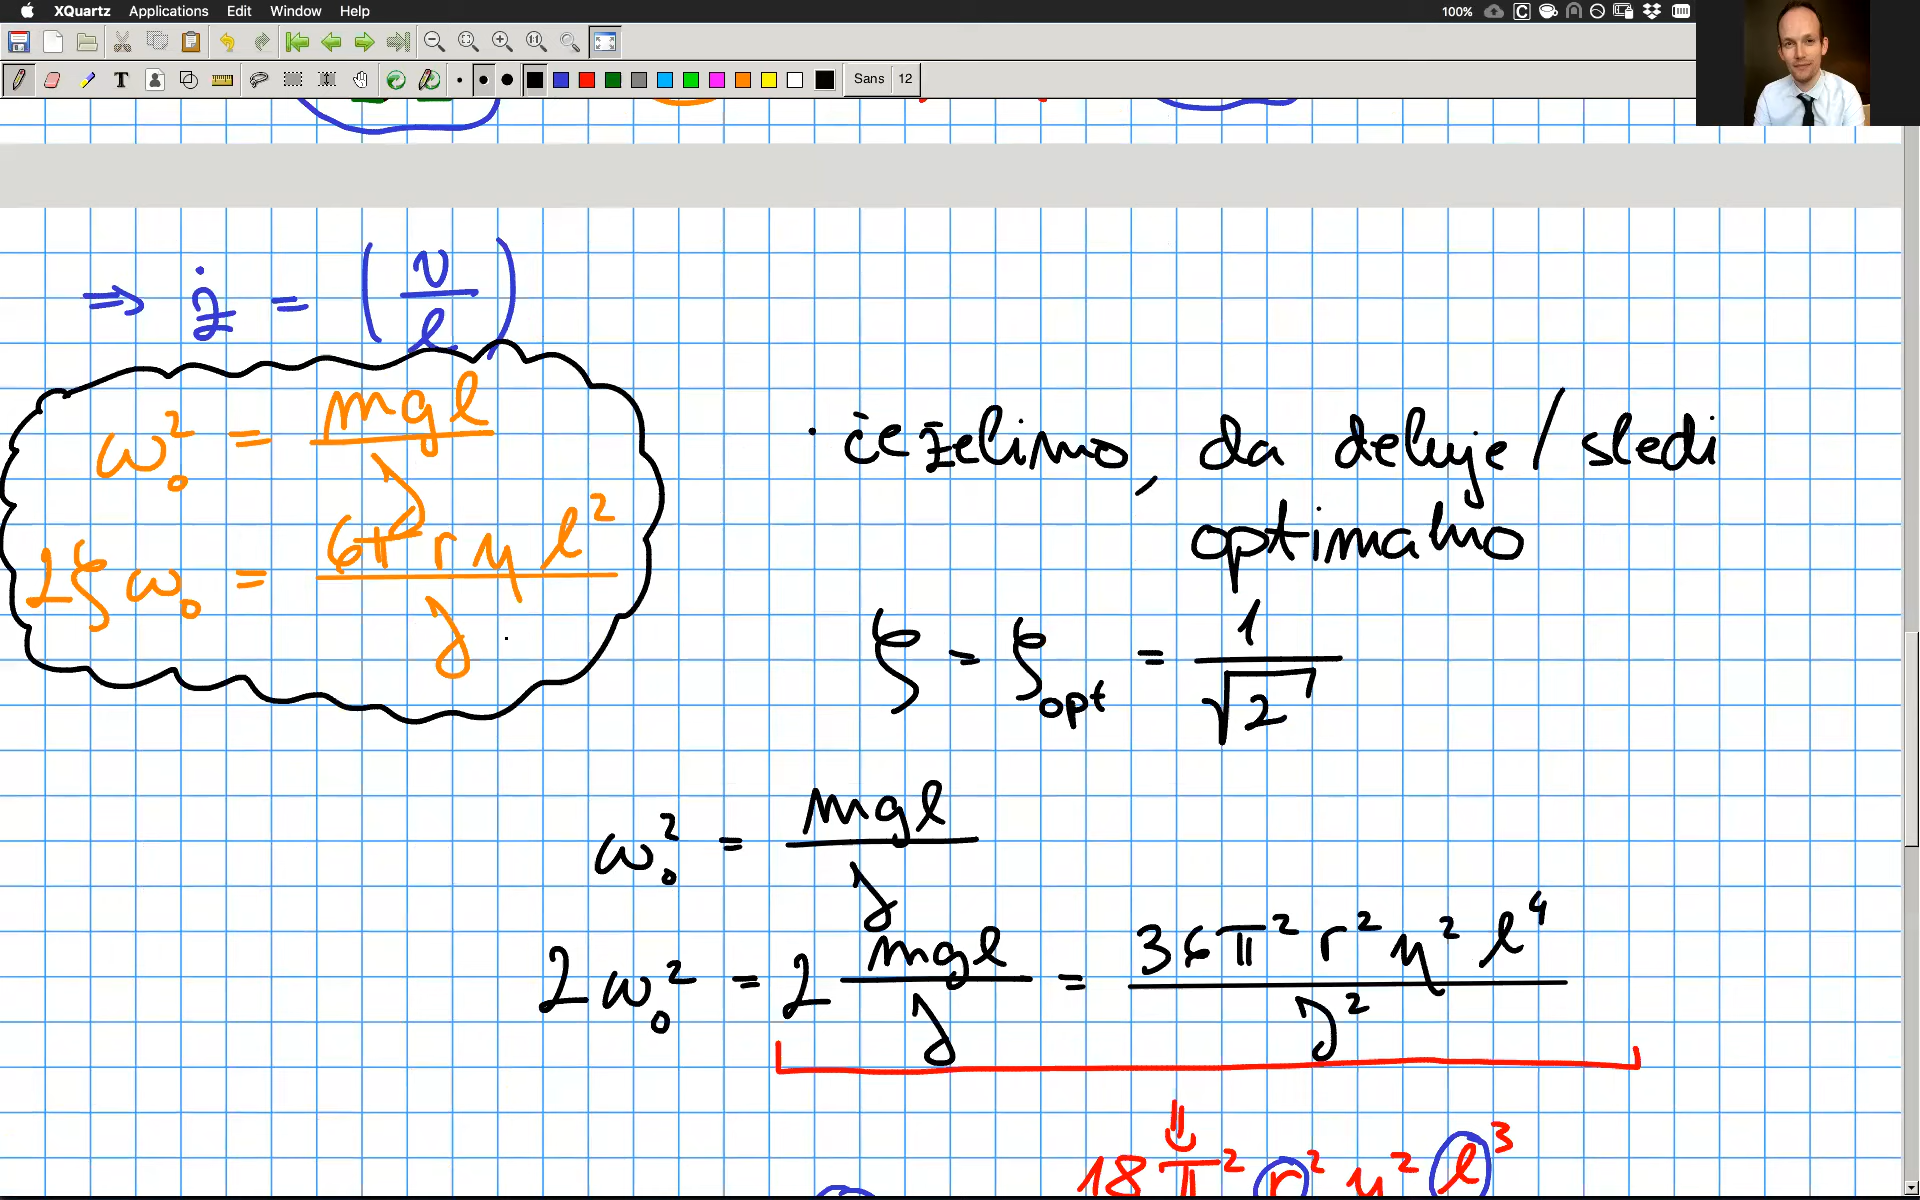 XQuartz Applications Edit Window Help 100%
Sans 12
⇒ ż = (v/l)
ω₀² = mgl/J
2ξω₀ = 6πrηl²/J
· če želimo, da deluje/sledi
optimalno
ξ = ξopt = 1/√2
ω₀² = mgl/J
2ω₀² = 2 mgl/J = 36π²r²η²l⁴/J²
⇓
18π²r²η²l³